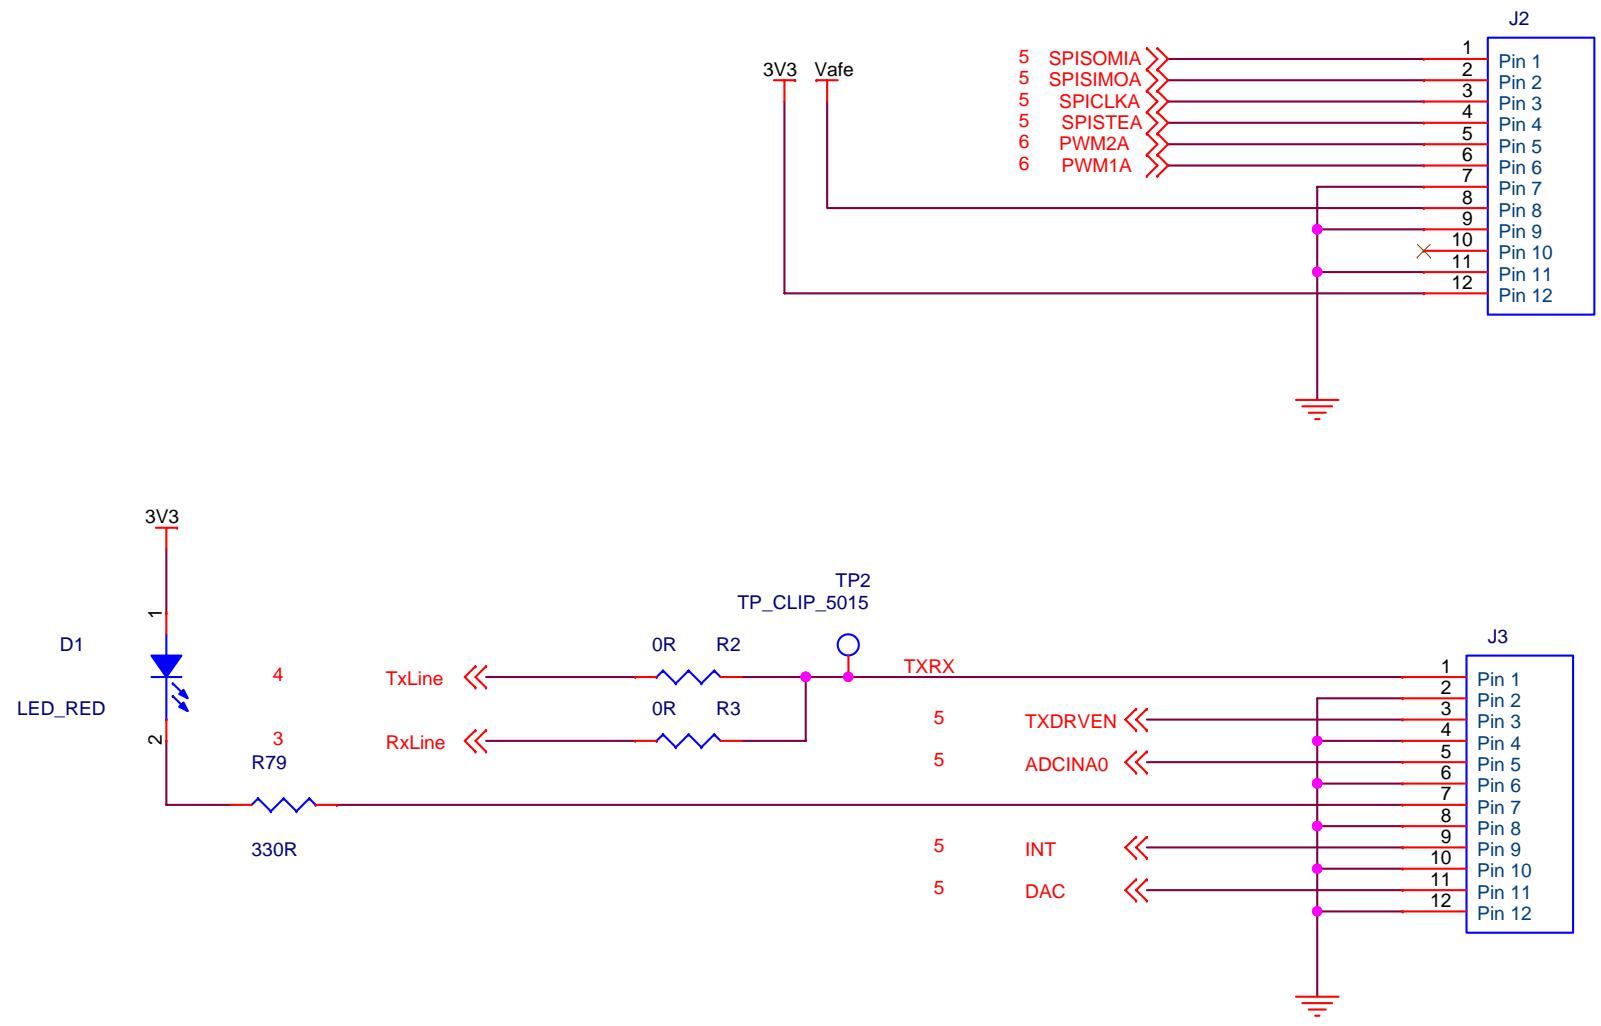 J2
3V3 Vafe
5 SPISOMIA 1 Pin 1
5 SPISIMOA 2 Pin 2
5 SPICLKA 3 Pin 3
5 SPISTEA 4 Pin 4
6 PWM2A 5 Pin 5
6 PWM1A 6 Pin 6
7 Pin 7
8 Pin 8
9 Pin 9
10 Pin 10
11 Pin 11
12 Pin 12
3V3
1
D1
LED_RED
2
TP2
TP_CLIP_5015
0R R2
4 TxLine
TXRX
0R R3
3 RxLine
R79
330R
J3
1 Pin 1
2 Pin 2
5 TXDRVEN 3 Pin 3
4 Pin 4
5 ADCINA0 5 Pin 5
6 Pin 6
7 Pin 7
8 Pin 8
5 INT 9 Pin 9
10 Pin 10
5 DAC 11 Pin 11
12 Pin 12